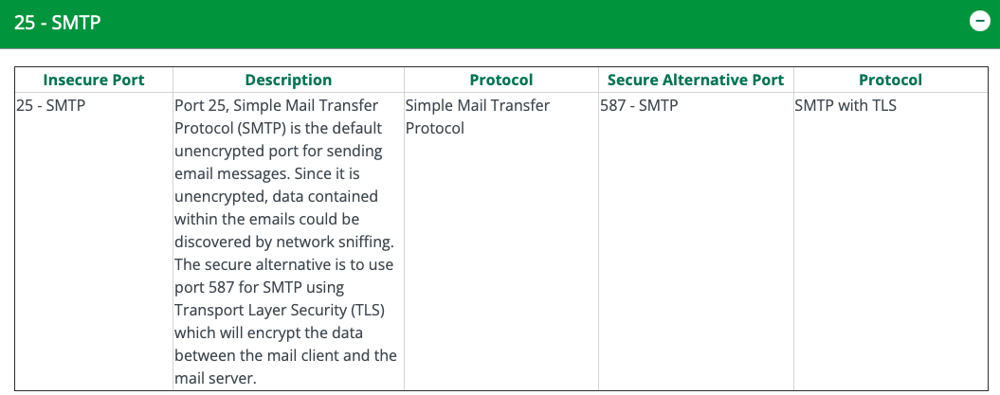 25 - SMTP
Insecure Port
Description
Protocol
Secure Alternative Port
Protocol
25 - SMTP
Port 25, Simple Mail Transfer
Protocol (SMTP) is the default
unencrypted port for sending
email messages. Since it is
unencrypted, data contained
within the emails could be
discovered by network sniffing.
The secure alternative is to use
port 587 for SMTP using
Transport Layer Security (TLS)
which will encrypt the data
between the mail client and the
mail server.
Simple Mail Transfer
Protocol
587 - SMTP
SMTP with TLS